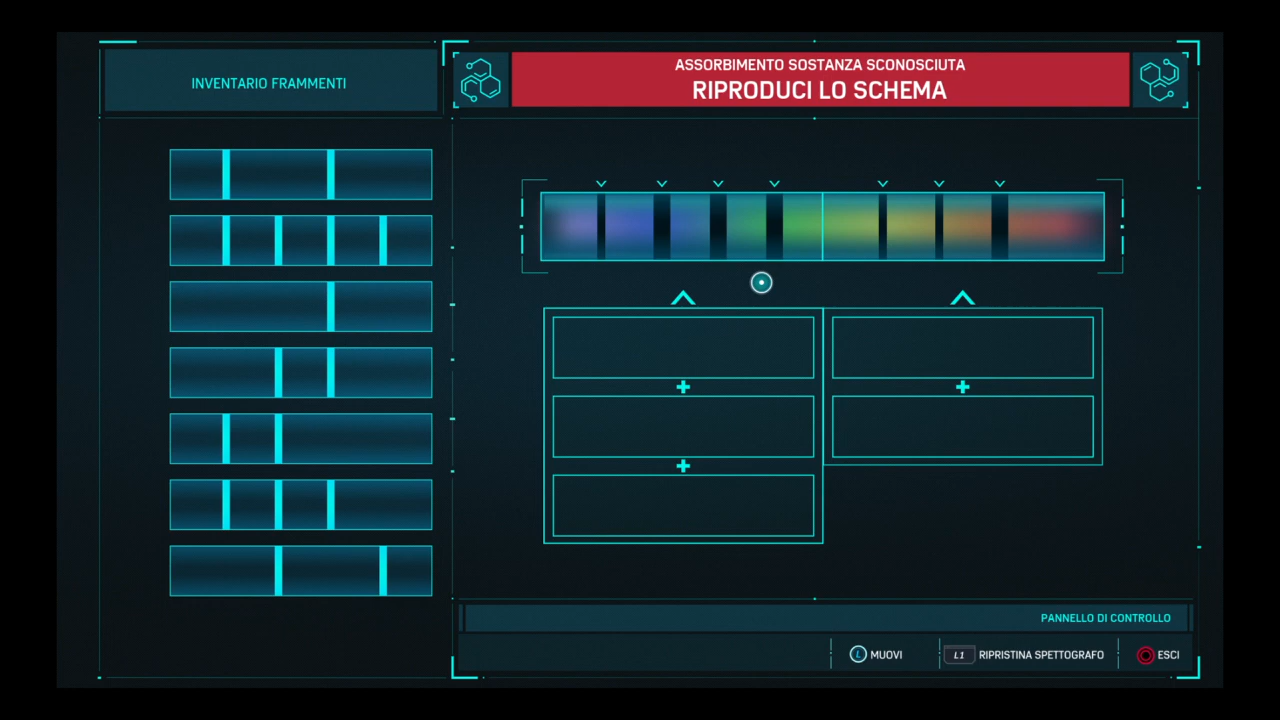 INVENTARIO FRAMMENTI
ASSORBIMENTO SOSTANZA SCONOSCIUTA
RIPRODUCI LO SCHEMA
PANNELLO DI CONTROLLO
L MUOVI
L1 RIPRISTINA SPETTOGRAFO
ESCI